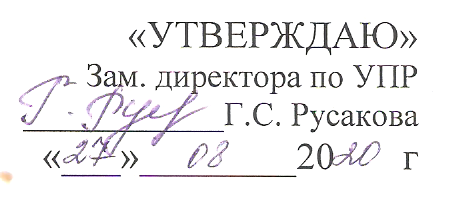 «УТВЕРЖДАЮ»
Зам. директора по УПР
Г.С. Русакова
«27» 08 2020 г